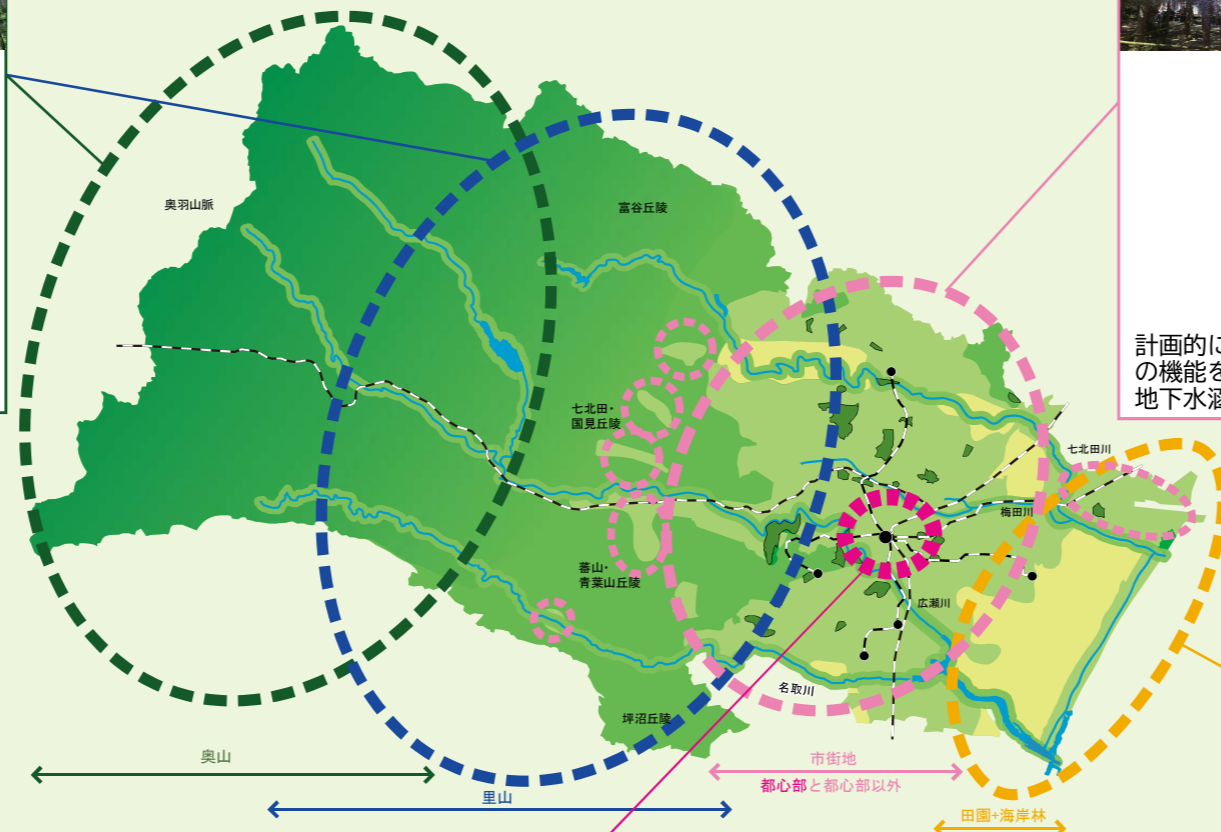 奥羽山脈
富谷丘陵
計画的に
の機能を
地下水涵
七北田・
国見丘陵
七北田川
梅田川
蕃山・
青葉山丘陵
広瀬川
名取川
坪沼丘陵
奥山
市街地
都心部と都心部以外
里山
田園+海岸林